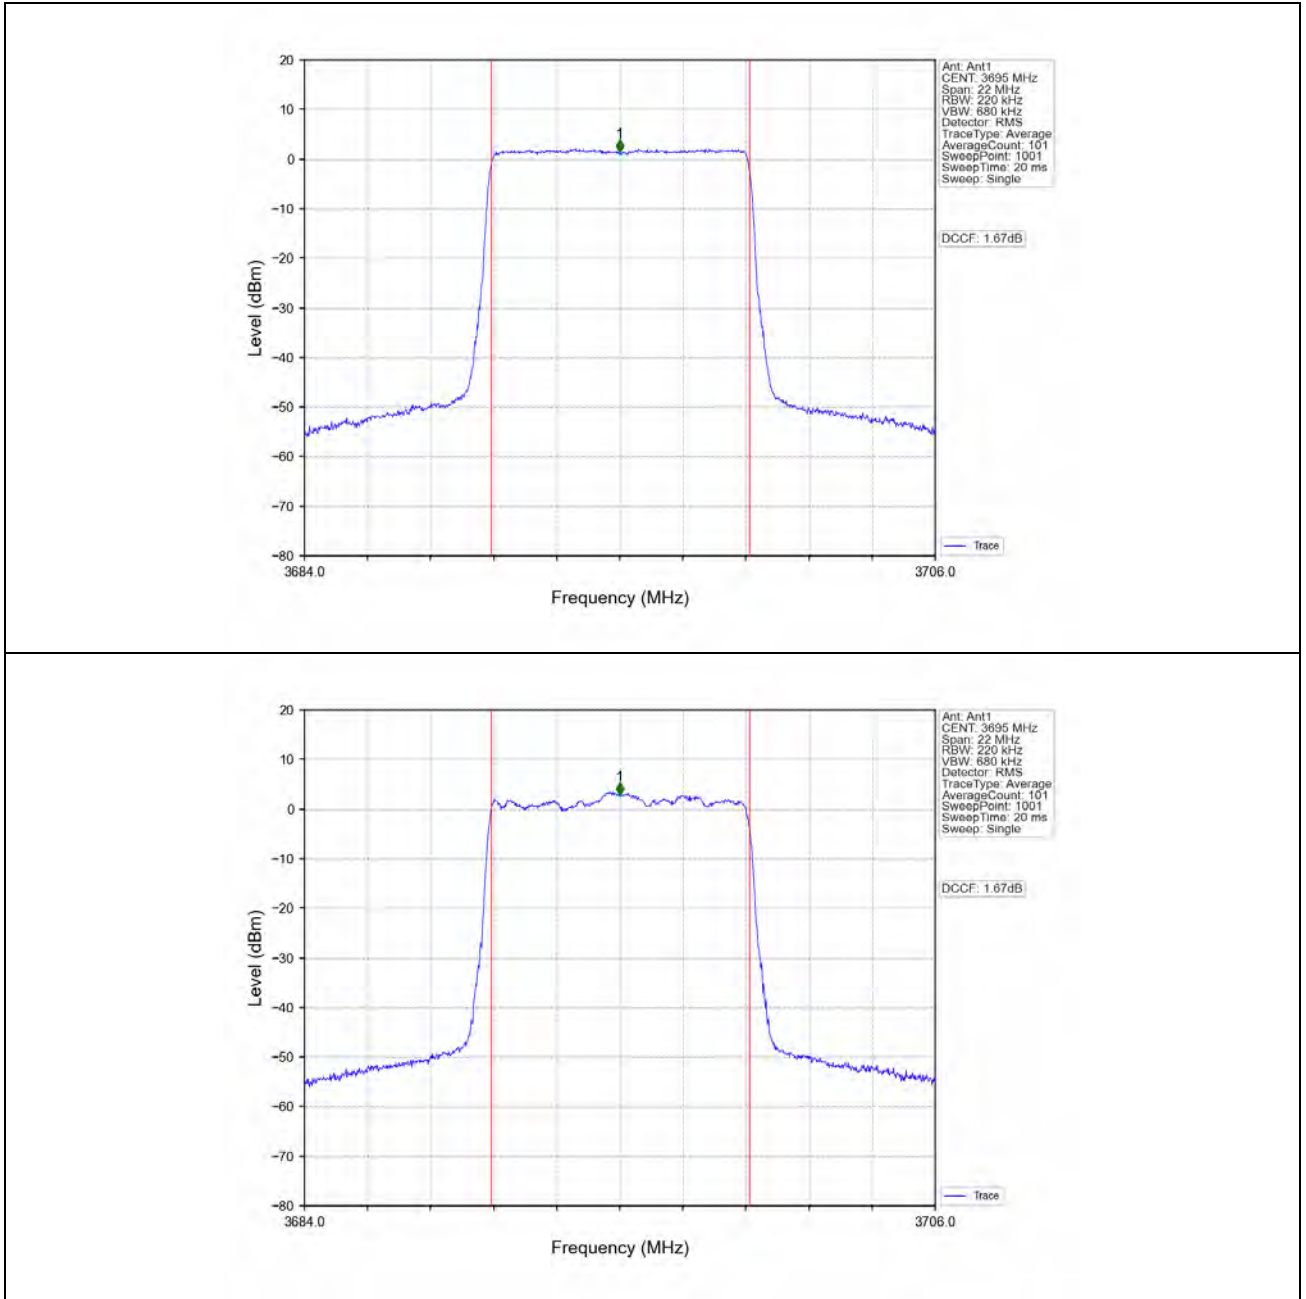 20
10
0
−10
−20
−30
−40
−50
−60
−70
−80
Level (dBm)
1
3684.0
3706.0
Frequency (MHz)
Ant: Ant1
CENT: 3695 MHz
Span: 22 MHz
RBW: 220 kHz
VBW: 680 kHz
Detector: RMS
TraceType: Average
AverageCount: 101
SweepPoint: 1001
SweepTime: 20 ms
Sweep: Single
DCCF: 1.67dB
Trace
20
10
0
−10
−20
−30
−40
−50
−60
−70
−80
Level (dBm)
1
3684.0
3706.0
Frequency (MHz)
Ant: Ant1
CENT: 3695 MHz
Span: 22 MHz
RBW: 220 kHz
VBW: 680 kHz
Detector: RMS
TraceType: Average
AverageCount: 101
SweepPoint: 1001
SweepTime: 20 ms
Sweep: Single
DCCF: 1.67dB
Trace